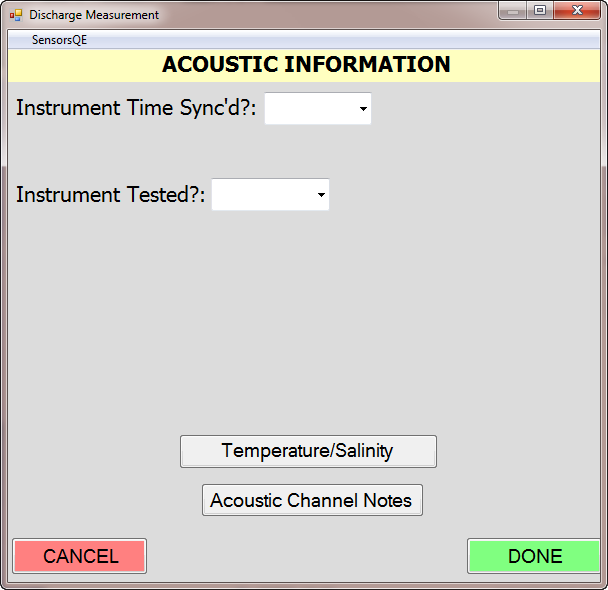 Discharge Measurement
SensorsQE
ACOUSTIC INFORMATION
Instrument Time Sync'd?:
Instrument Tested?:
Temperature/Salinity
Acoustic Channel Notes
CANCEL DONE